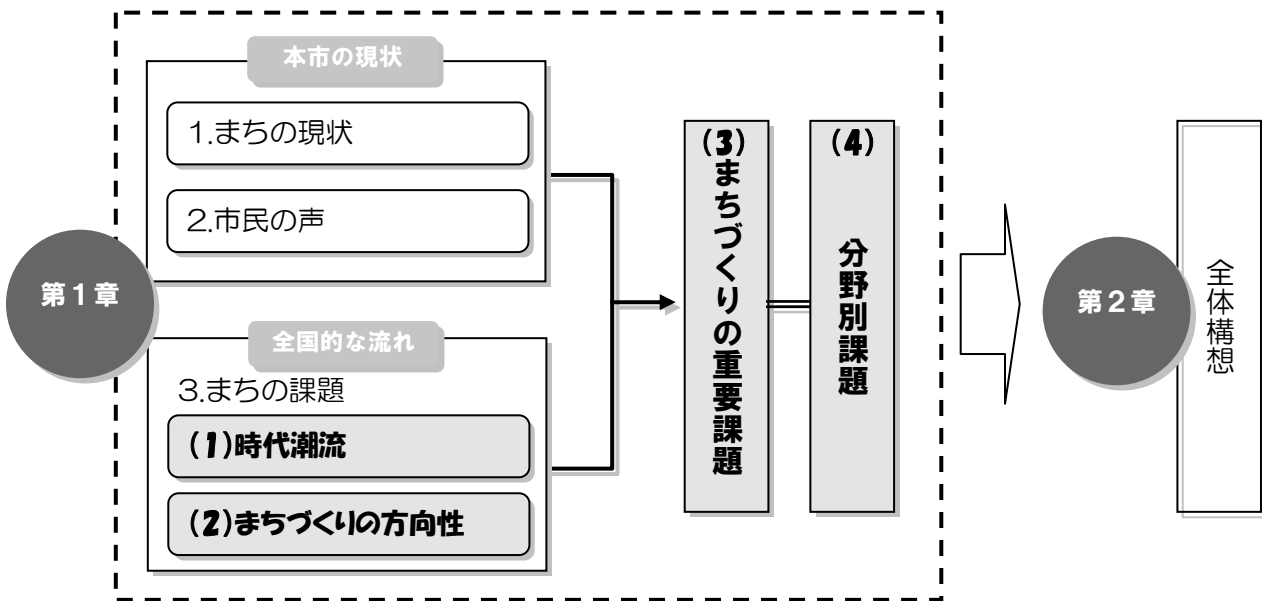 本市の現状
1.まちの現状
2.市民の声
第1章
全国的な流れ
3.まちの課題
(1)時代潮流
(2)まちづくりの方向性
(3)まちづくりの重要課題
(4)分野別課題
第2章
全体構想